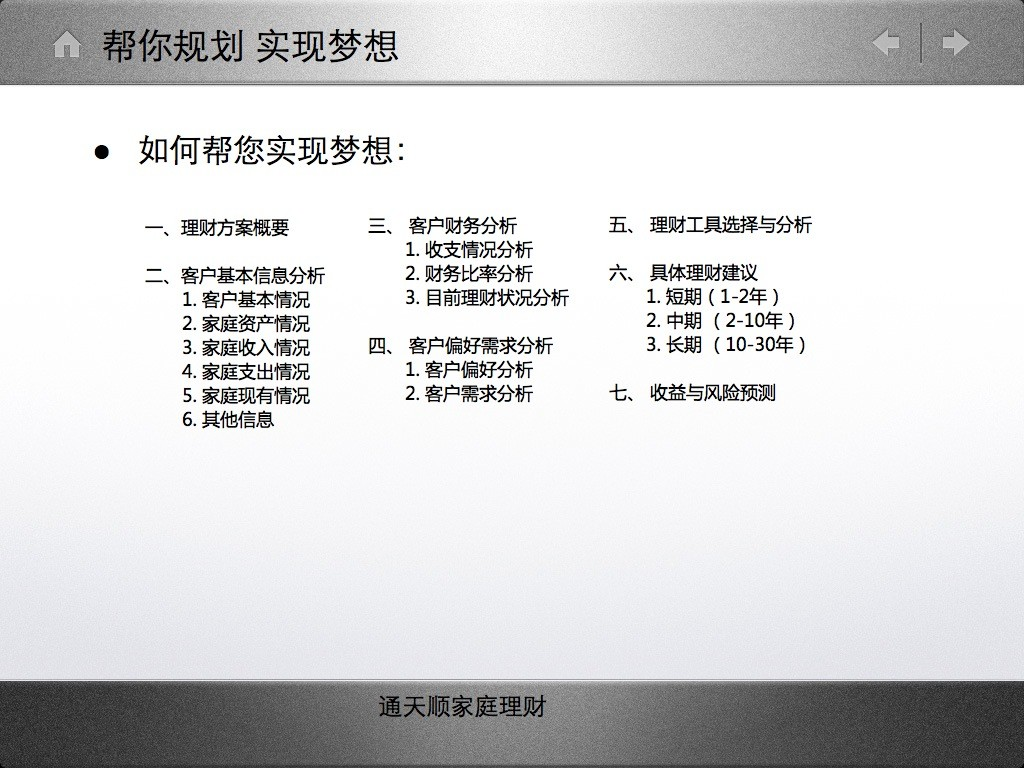 帮你规划 实现梦想
● 如何帮您实现梦想：
一、理财方案概要
二、客户基本信息分析
1. 客户基本情况
2. 家庭资产情况
3. 家庭收入情况
4. 家庭支出情况
5. 家庭现有情况
6. 其他信息
三、 客户财务分析
1. 收支情况分析
2. 财务比率分析
3. 目前理财状况分析
四、 客户偏好需求分析
1. 客户偏好分析
2. 客户需求分析
五、 理财工具选择与分析
六、 具体理财建议
1. 短期（1-2年）
2. 中期 （2-10年）
3. 长期 （10-30年）
七、 收益与风险预测
通天顺家庭理财